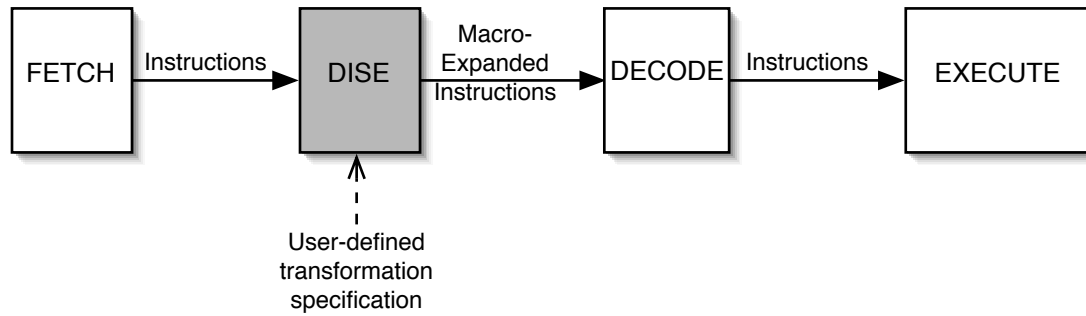 FETCH
Instructions
DISE
Macro-
Expanded
Instructions
DECODE
Instructions
EXECUTE
User-defined
transformation
specification